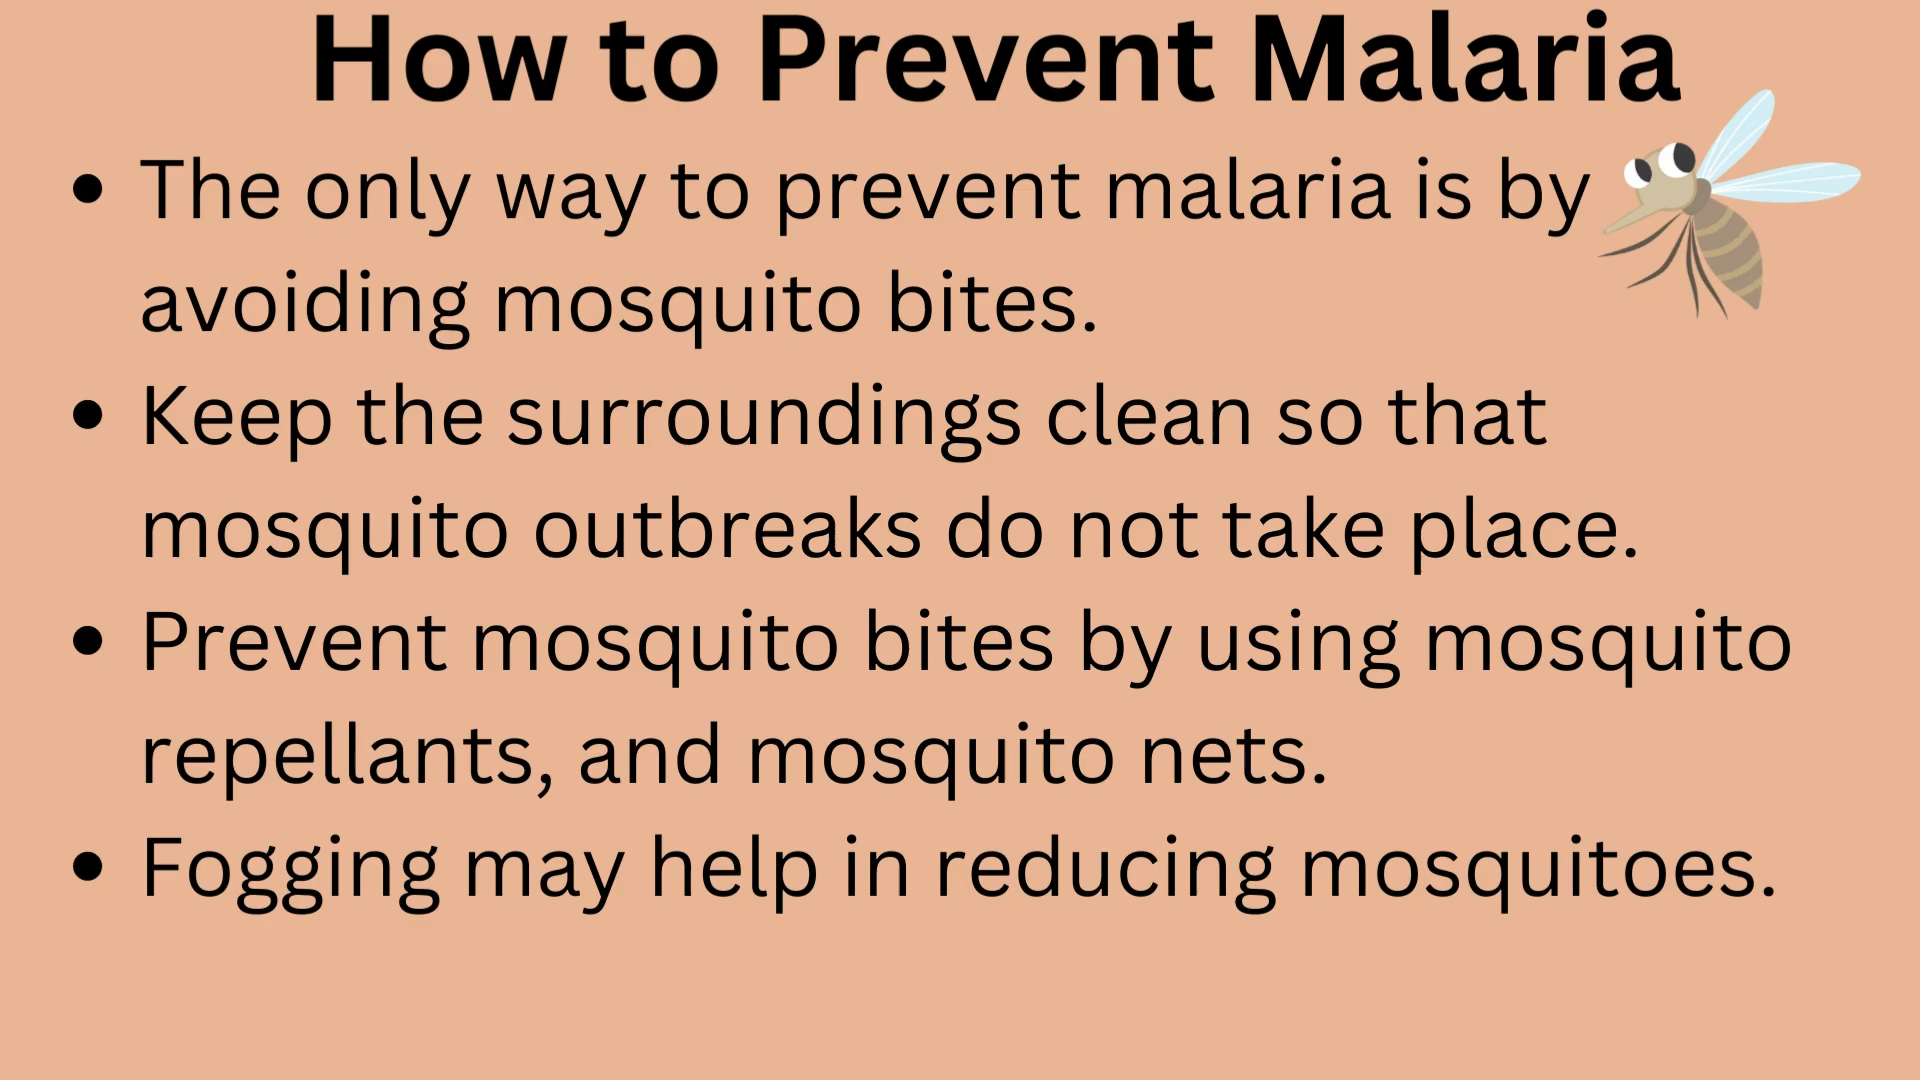 How to Prevent Malaria
• The only way to prevent malaria is by
avoiding mosquito bites.
• Keep the surroundings clean so that
mosquito outbreaks do not take place.
• Prevent mosquito bites by using mosquito
repellants, and mosquito nets.
• Fogging may help in reducing mosquitoes.